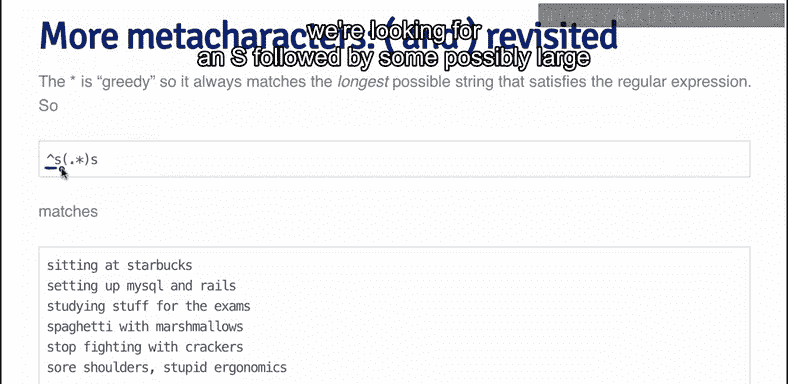 More metacharacters: ( and ) revisited
we're looking for
an S followed by some possibly large
The * is “greedy” so it always matches the longest possible string that satisfies the regular expression.
So
^s(.*)s
matches
sitting at starbucks
setting up mysql and rails
studying stuff for the exams
spaghetti with marshmallows
stop fighting with crackers
sore shoulders, stupid ergonomics